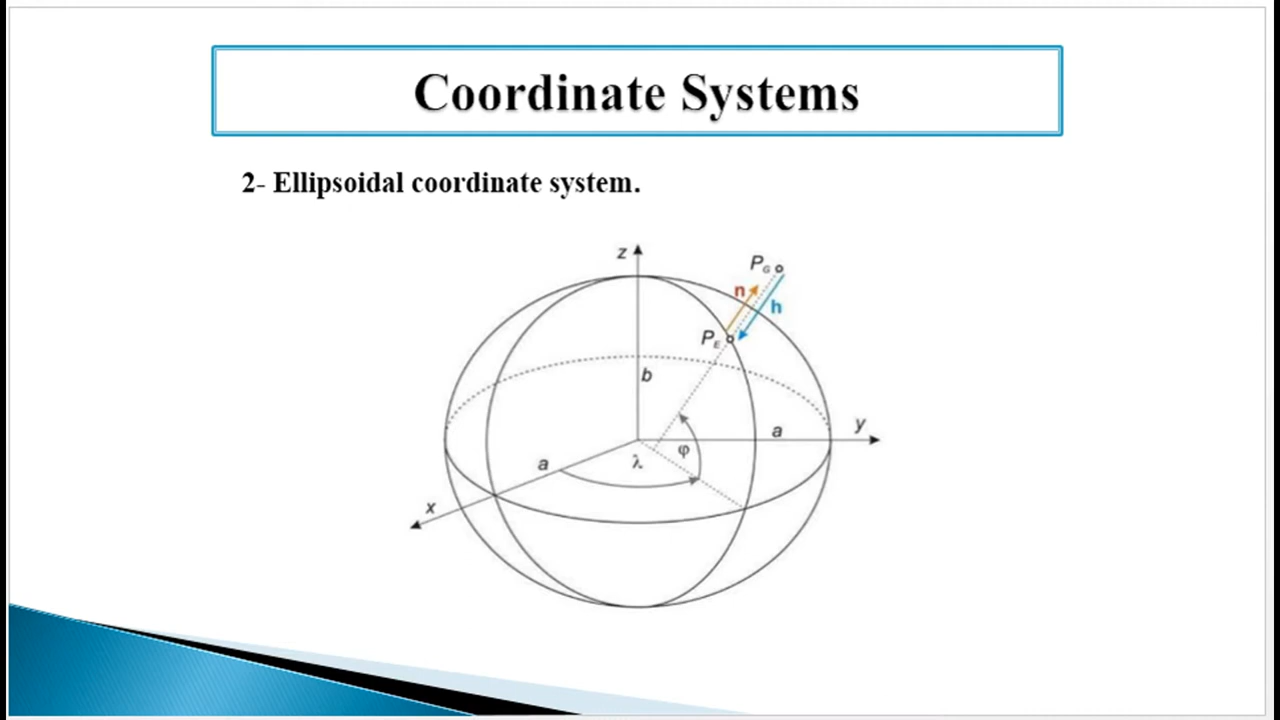 Coordinate Systems
2- Ellipsoidal coordinate system.
z
P_G
n
h
P_E
b
a
y
φ
a
λ
x